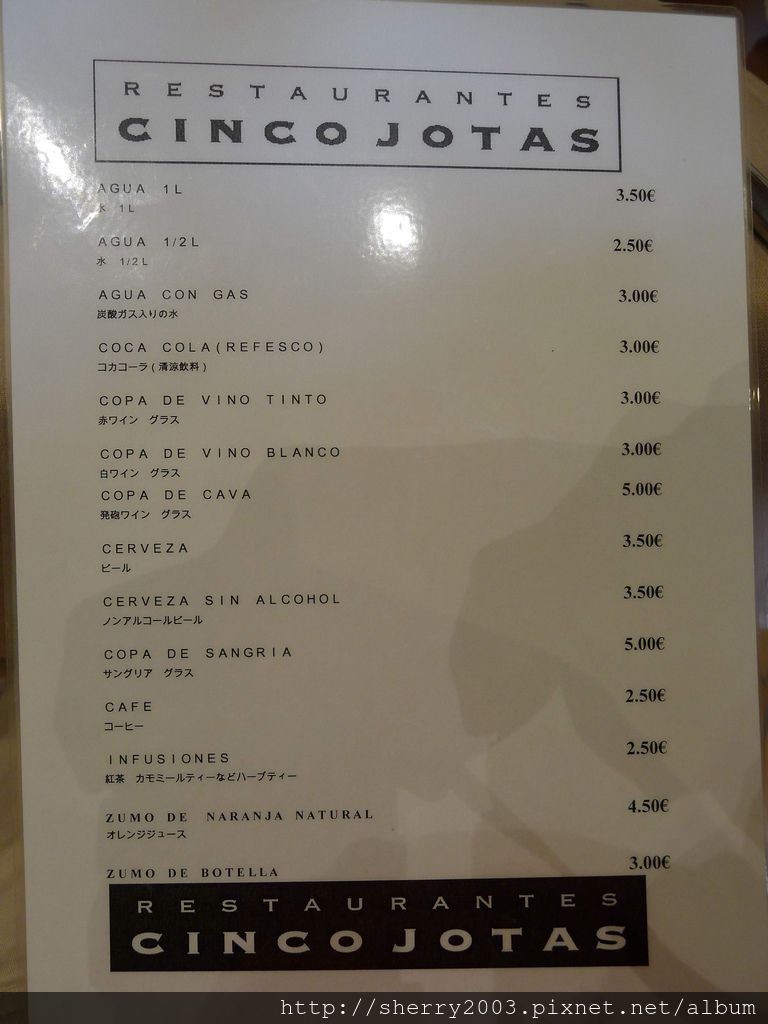 RESTAURANTES
CINCO JOTAS
AGUA 1L 3.50€
水 1L
AGUA 1/2L 2.50€
水 1/2L
AGUA CON GAS 3.00€
炭酸ガス入りの水
COCA COLA(REFESCO) 3.00€
コカコーラ(清涼飲料)
COPA DE VINO TINTO 3.00€
赤ワイン グラス
COPA DE VINO BLANCO 3.00€
白ワイン グラス
COPA DE CAVA 5.00€
発砲ワイン グラス
CERVEZA 3.50€
ビール
CERVEZA SIN ALCOHOL 3.50€
ノンアルコールビール
COPA DE SANGRIA 5.00€
サングリア グラス
CAFE 2.50€
コーヒー
INFUSIONES 2.50€
紅茶 カモミールティーなどハーブティー
ZUMO DE NARANJA NATURAL 4.50€
オレンジジュース
ZUMO DE BOTELLA 3.00€
RESTAURANTES
CINCO JOTAS
http://sherry2003.pixnet.net/album